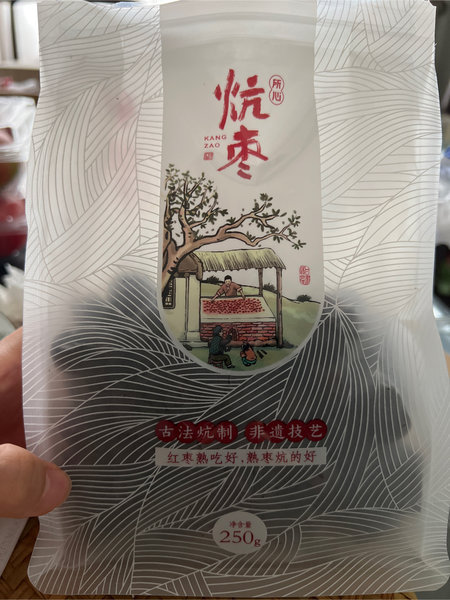 所心
炕枣
KANG
ZAO
古法炕制 非遗技艺
红枣熟吃好,熟枣炕的好
净含量
250g